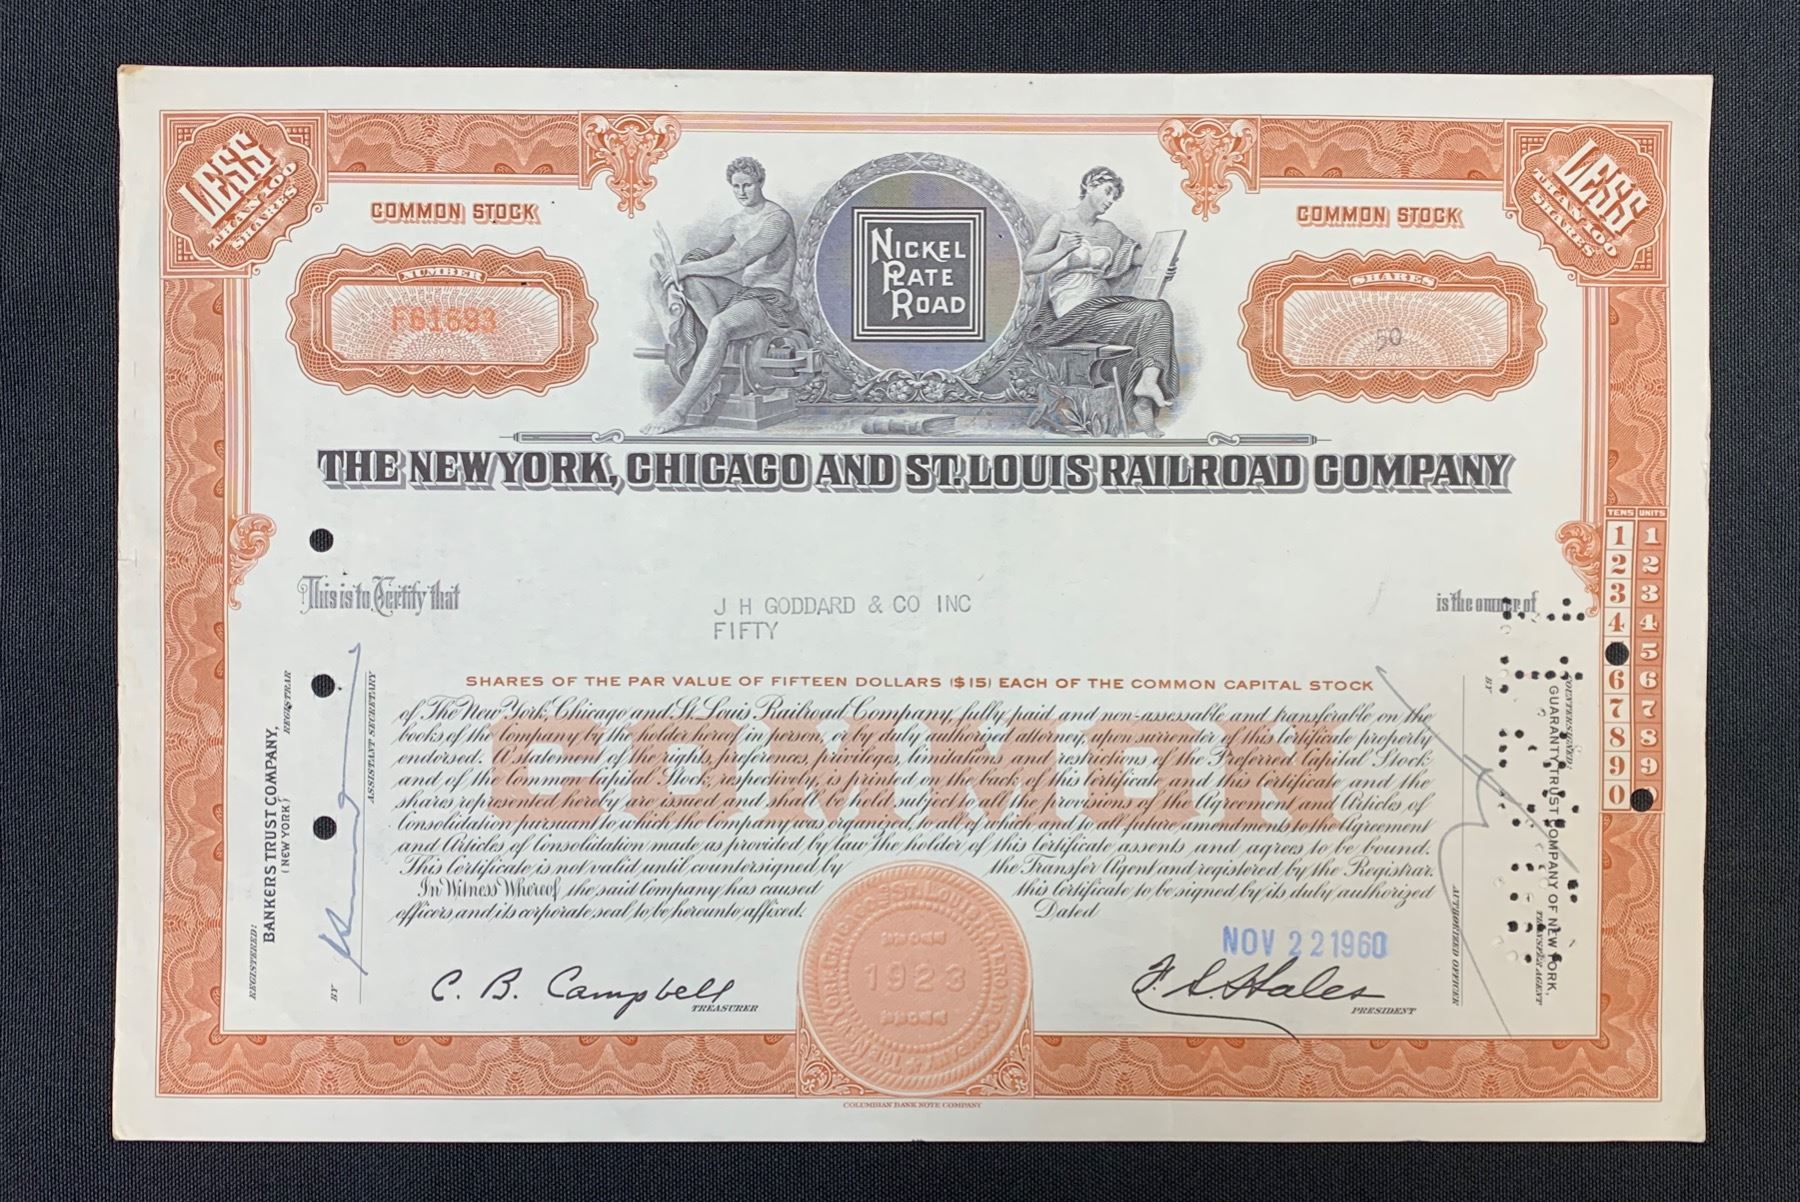 LESS
THAN 100
SHARES
COMMON STOCK
NUMBER
F61693
NICKEL
PLATE
ROAD
COMMON STOCK
SHARES
50
LESS
THAN 100
SHARES
THE NEW YORK, CHICAGO AND ST. LOUIS RAILROAD COMPANY
TENS UNITS
1 1
2 2
3 3
4 4
5
6 6
7 7
8 8
9 9
0
This is to Certify that
J H GODDARD & CO INC
is the owner of
FIFTY
SHARES OF THE PAR VALUE OF FIFTEEN DOLLARS ($15) EACH OF THE COMMON CAPITAL STOCK
COMMON
of The New York, Chicago and St. Louis Railroad Company, fully paid and non-assessable and transferable on the
books of the Company by the holder hereof in person, or by duly authorized attorney, upon surrender of this Certificate properly
endorsed. A statement of the rights, preferences, privileges, limitations and restrictions of the Preferred Capital Stock
and of the Common Capital Stock, respectively, is printed on the back of this Certificate and this Certificate and the
shares represented hereby are issued and shall be held subject to all the provisions of the Agreement and Articles of
Consolidation pursuant to which the Company was organized, to all of which and to all future amendments to the Agreement
and Articles of Consolidation made as provided by law the holder of this Certificate assents and agrees to be bound.
This Certificate is not valid until countersigned by the Transfer Agent and registered by the Registrar.
In Witness Whereof the said Company has caused this Certificate to be signed by its duly authorized
officers and its corporate seal to be hereunto affixed. Dated
NOV 22 1960
C. B. Campbell
TREASURER
1923
PRESIDENT
REGISTERED:
BANKERS TRUST COMPANY,
(NEW YORK)
REGISTRAR
BY
ASSISTANT SECRETARY
COUNTERSIGNED:
GUARANTY TRUST COMPANY OF NEW YORK,
TRANSFER AGENT
BY
AUTHORIZED OFFICER
COLUMBIAN BANK NOTE COMPANY